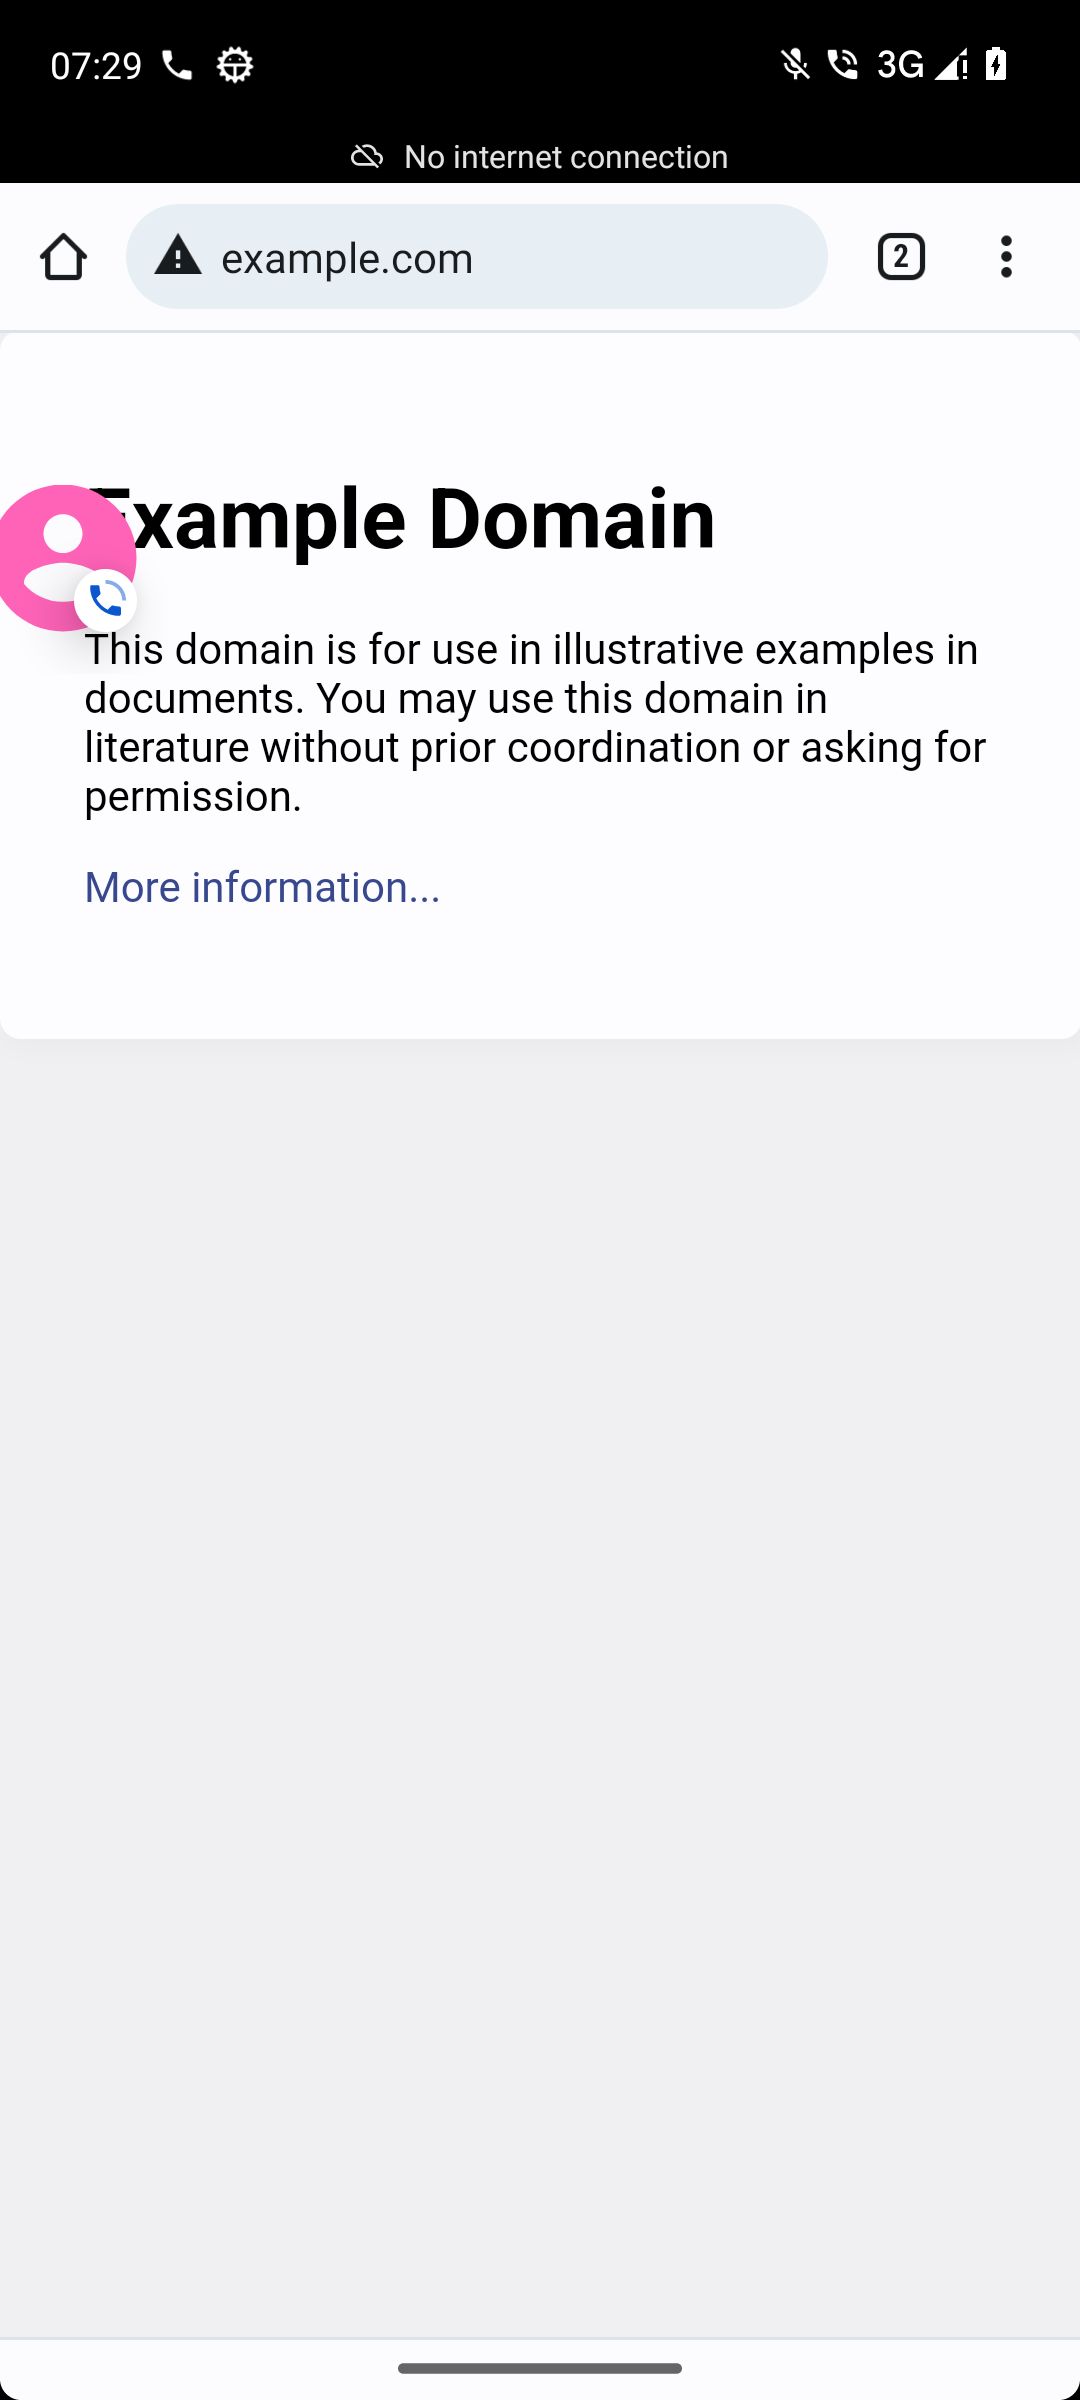 07:29 3G
No internet connection
example.com 2
Example Domain
This domain is for use in illustrative examples in
documents. You may use this domain in
literature without prior coordination or asking for
permission.
More information...